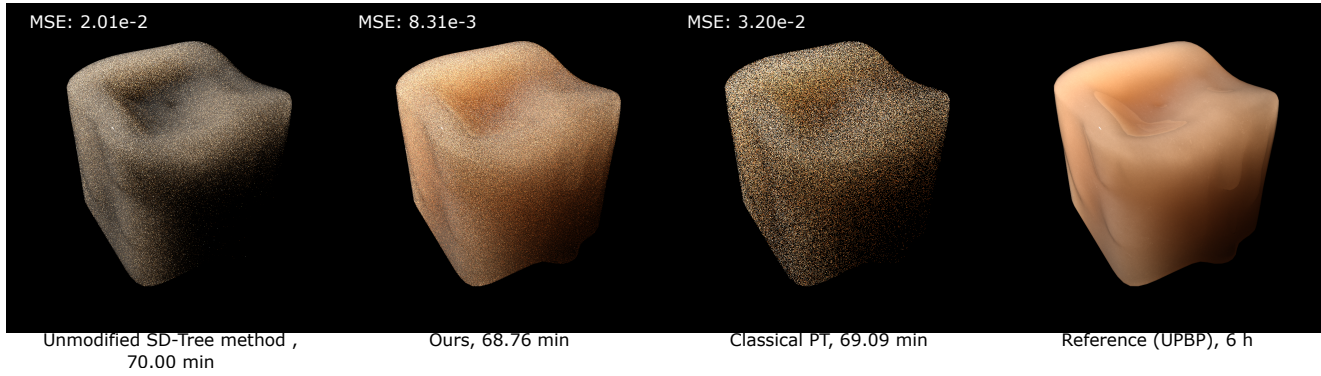 MSE: 2.01e-2
MSE: 8.31e-3
MSE: 3.20e-2
Unmodified SD-Tree method ,
70.00 min
Ours, 68.76 min
Classical PT, 69.09 min
Reference (UPBP), 6 h